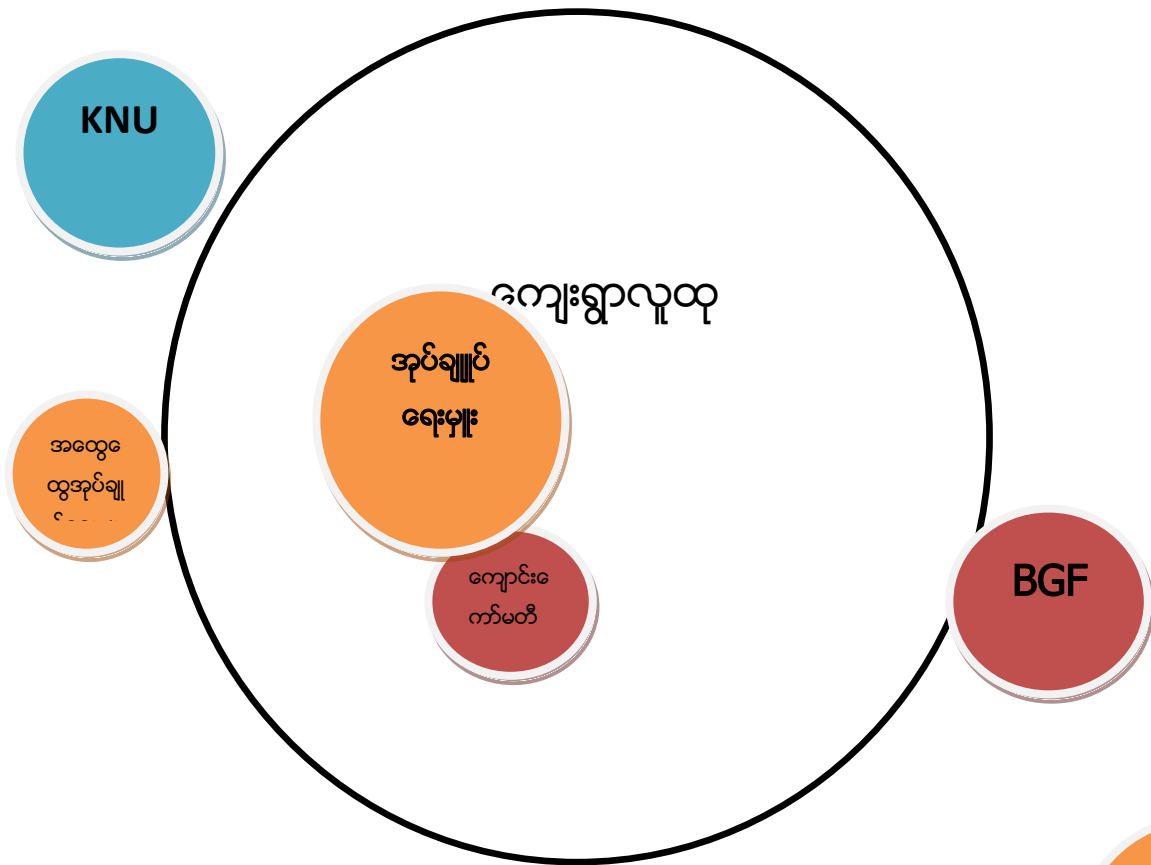 KNU
ကျေးရွာလူထု
အုပ်ချူုပ်
ရေးမှူး
အထွေေ
ထွအုပ်ချု
ကျောင်းေ
ကာ်မတီ
BGF